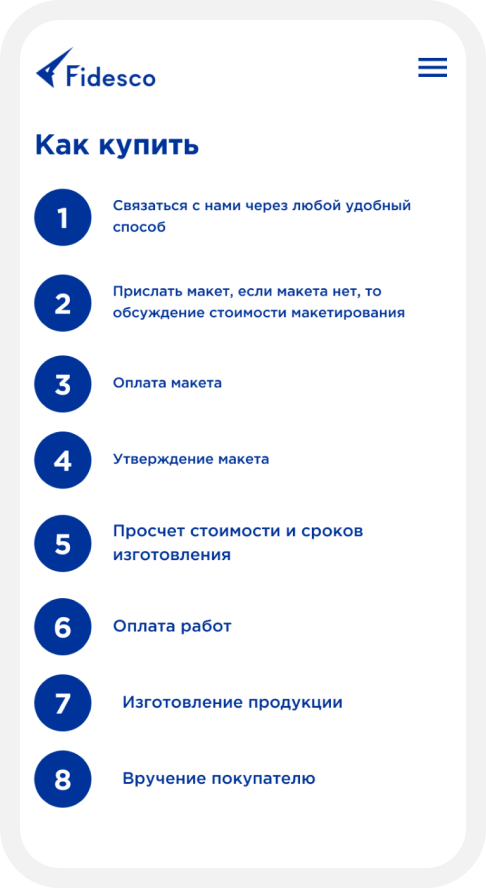 Fidesco
Как купить
1
Связаться с нами через любой удобный
способ
2
Прислать макет, если макета нет, то
обсуждение стоимости макетирования
3
Оплата макета
4
Утверждение макета
5
Просчет стоимости и сроков
изготовления
6
Оплата работ
7
Изготовление продукции
8
Вручение покупателю